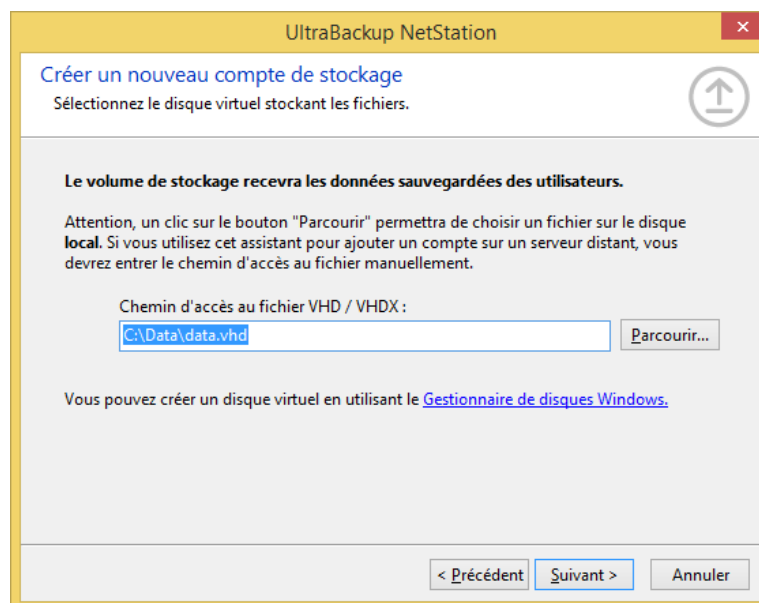 UltraBackup NetStation
Créer un nouveau compte de stockage
Sélectionnez le disque virtuel stockant les fichiers.
Le volume de stockage recevra les données sauvegardées des utilisateurs.
Attention, un clic sur le bouton "Parcourir" permettra de choisir un fichier sur le disque
local. Si vous utilisez cet assistant pour ajouter un compte sur un serveur distant, vous
devrez entrer le chemin d'accès au fichier manuellement.
Chemin d'accès au fichier VHD / VHDX :
C:\Data\data.vhd
Parcourir...
Vous pouvez créer un disque virtuel en utilisant le Gestionnaire de disques Windows.
< Précédent Suivant > Annuler